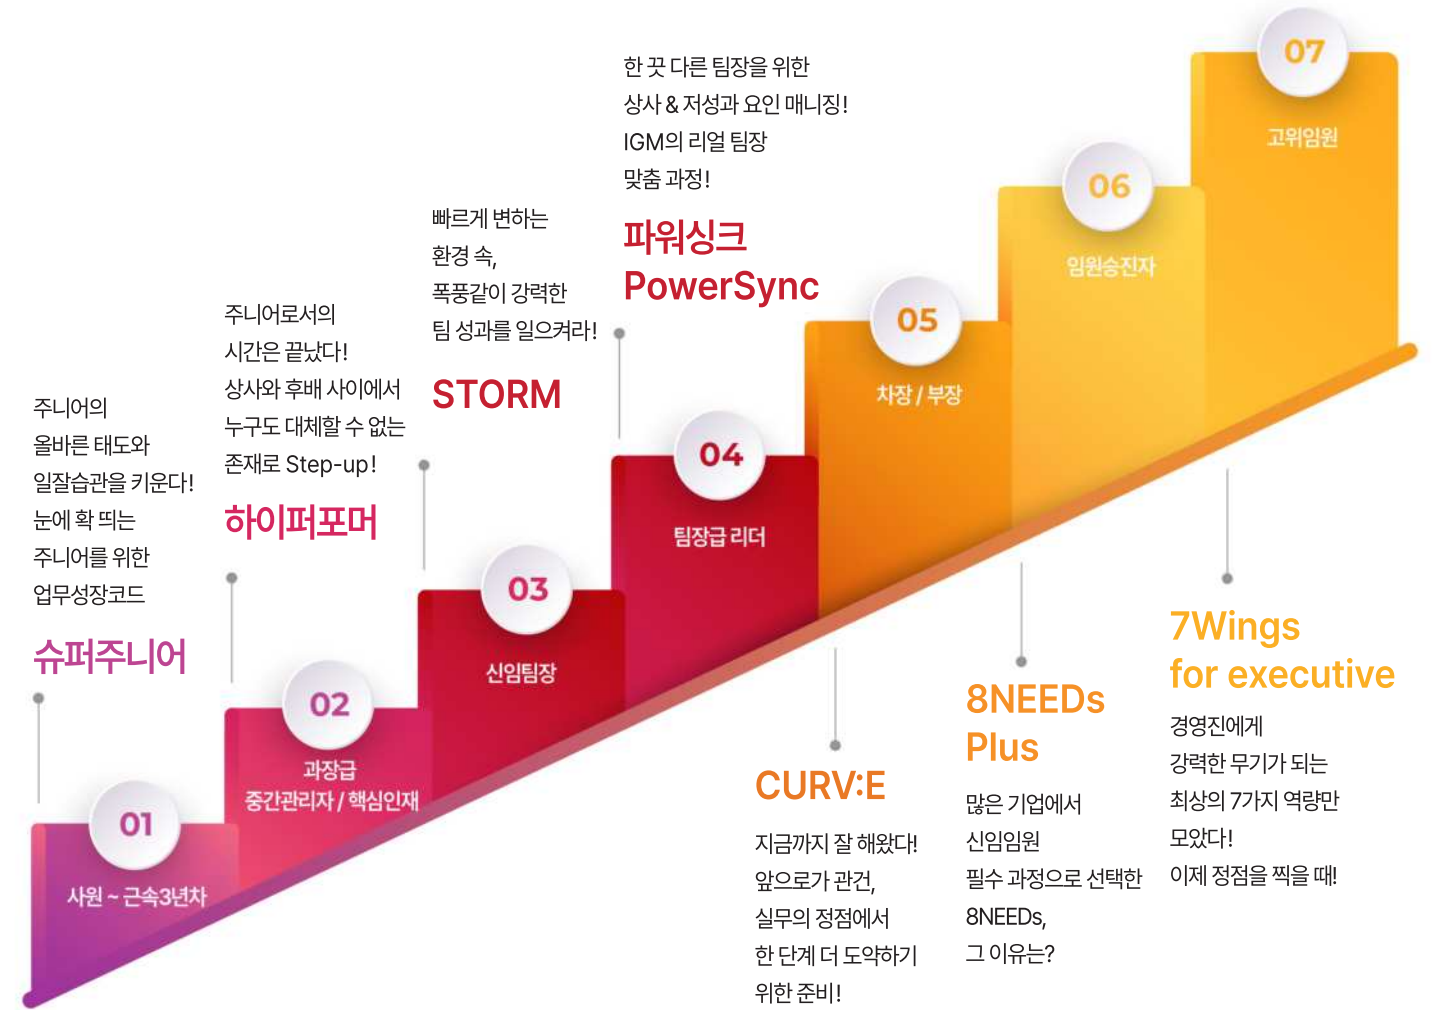 주니어의
올바른 태도와
일잘습관을 키운다!
눈에 확 띄는
주니어를 위한
업무성장코드
슈퍼주니어
01
사원 ~ 근속3년차
주니어로서의
시간은 끝났다!
상사와 후배 사이에서
누구도 대체할 수 없는
존재로 Step-up!
하이퍼포머
02
과장급
중간관리자 / 핵심인재
빠르게 변하는
환경 속,
폭풍같이 강력한
팀 성과를 일으켜라!
STORM
03
신임팀장
한 끗 다른 팀장을 위한
상사 & 저성과 요인 매니징!
IGM의 리얼 팀장
맞춤 과정!
파워싱크
PowerSync
04
팀장급 리더
05
차장 / 부장
CURV:E
지금까지 잘 해왔다!
앞으로가 관건,
실무의 정점에서
한 단계 더 도약하기
위한 준비!
06
임원승진자
8NEEDs
Plus
많은 기업에서
신임임원
필수 과정으로 선택한
8NEEDs,
그 이유는?
07
고위임원
7Wings
for executive
경영진에게
강력한 무기가 되는
최상의 7가지 역량만
모았다!
이제 정점을 찍을 때!